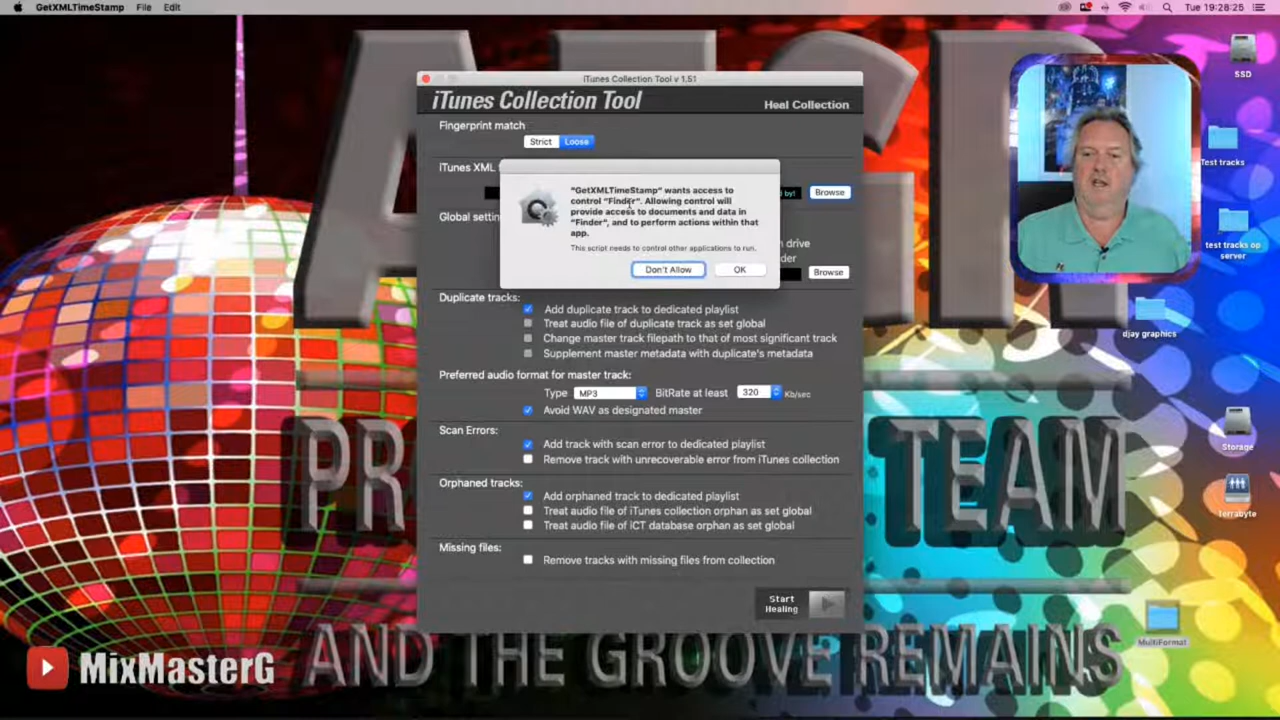 GetXMLTimeStamp File Edit
Tue 19:28:25
iTunes Collection Tool v 1.51
iTunes Collection Tool
Heal Collection
Fingerprint match
Strict Loose
iTunes XML
by!
Browse
"GetXMLTimeStamp" wants access to
control "Finder". Allowing control will
provide access to documents and data in
"Finder", and to perform actions within that
app.
This script needs to control other applications to run.
Don't Allow OK
Global settin
drive
der
Browse
Duplicate tracks:
Add duplicate track to dedicated playlist
Treat audio file of duplicate track as set global
Change master track filepath to that of most significant track
Supplement master metadata with duplicate's metadata
Preferred audio format for master track:
Type MP3 BitRate at least 320 Kb/sec
Avoid WAV as designated master
Scan Errors:
Add track with scan error to dedicated playlist
Remove track with unrecoverable error from iTunes collection
Orphaned tracks:
Add orphaned track to dedicated playlist
Treat audio file of iTunes collection orphan as set global
Treat audio file of ICT database orphan as set global
Missing files:
Remove tracks with missing files from collection
Start
Healing
SSD
Test tracks
test tracks op
server
djay graphics
Storage
Terrabyte
MultiFormat
PR TEAM
AND THE GROOVE REMAINS
MixMasterG